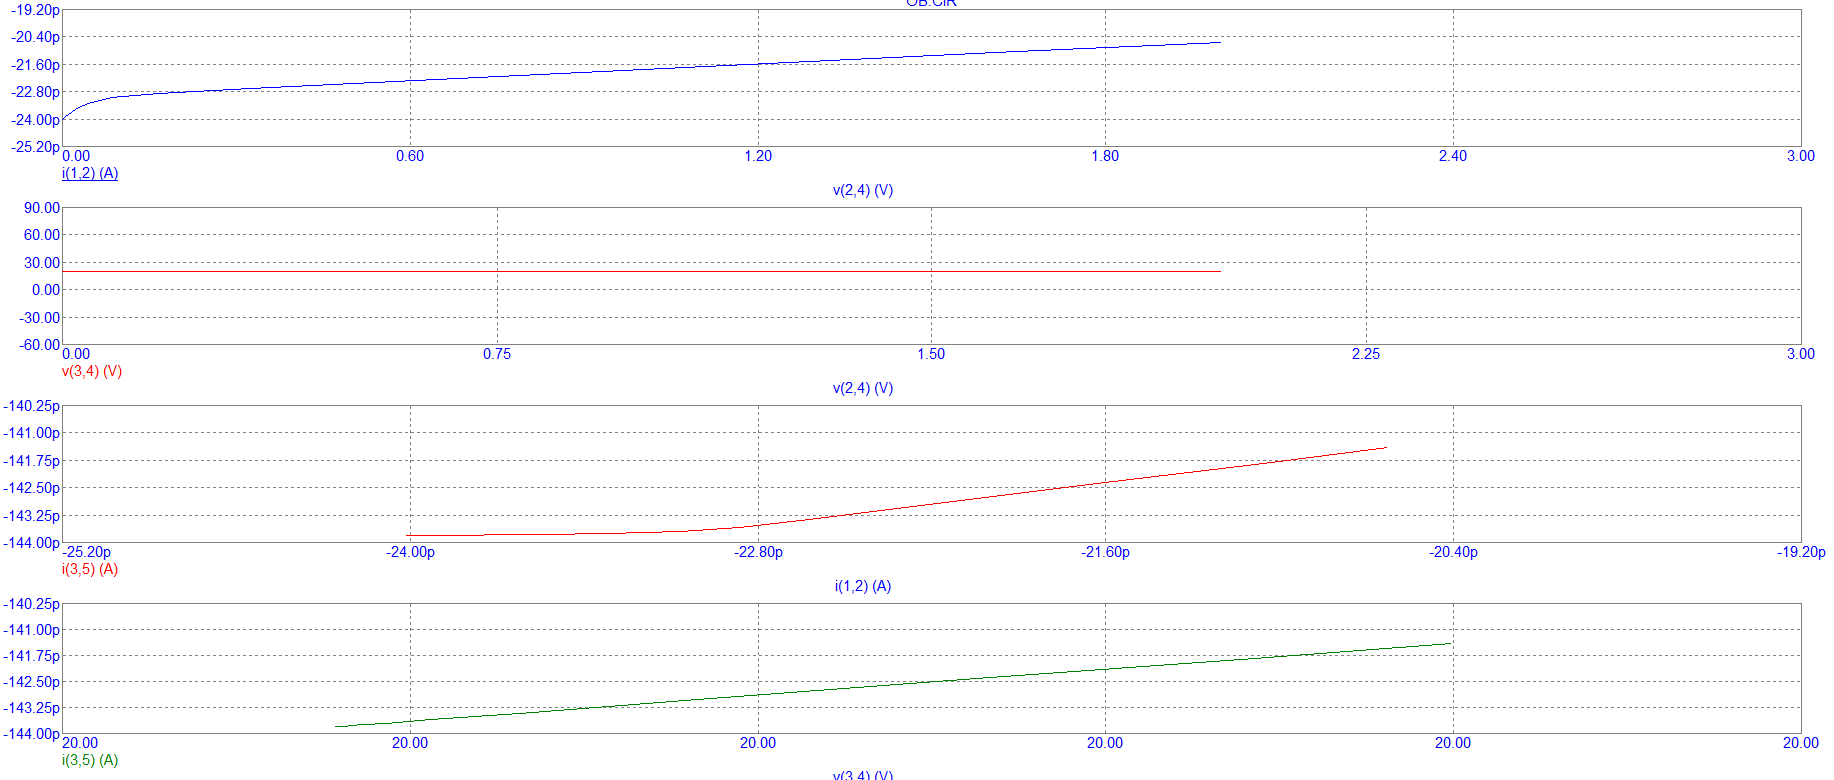 OB.CIR
-19.20p
-20.40p
-21.60p
-22.80p
-24.00p
-25.20p
0.00 0.60 1.20 1.80 2.40 3.00
i(1,2) (A)
v(2,4) (V)
90.00
60.00
30.00
0.00
-30.00
-60.00
0.00 0.75 1.50 2.25 3.00
v(3,4) (V)
v(2,4) (V)
-140.25p
-141.00p
-141.75p
-142.50p
-143.25p
-144.00p
-25.20p -24.00p -22.80p -21.60p -20.40p -19.20p
i(3,5) (A)
i(1,2) (A)
-140.25p
-141.00p
-141.75p
-142.50p
-143.25p
-144.00p
20.00 20.00 20.00 20.00 20.00 20.00
i(3,5) (A)
v(3,4) (V)